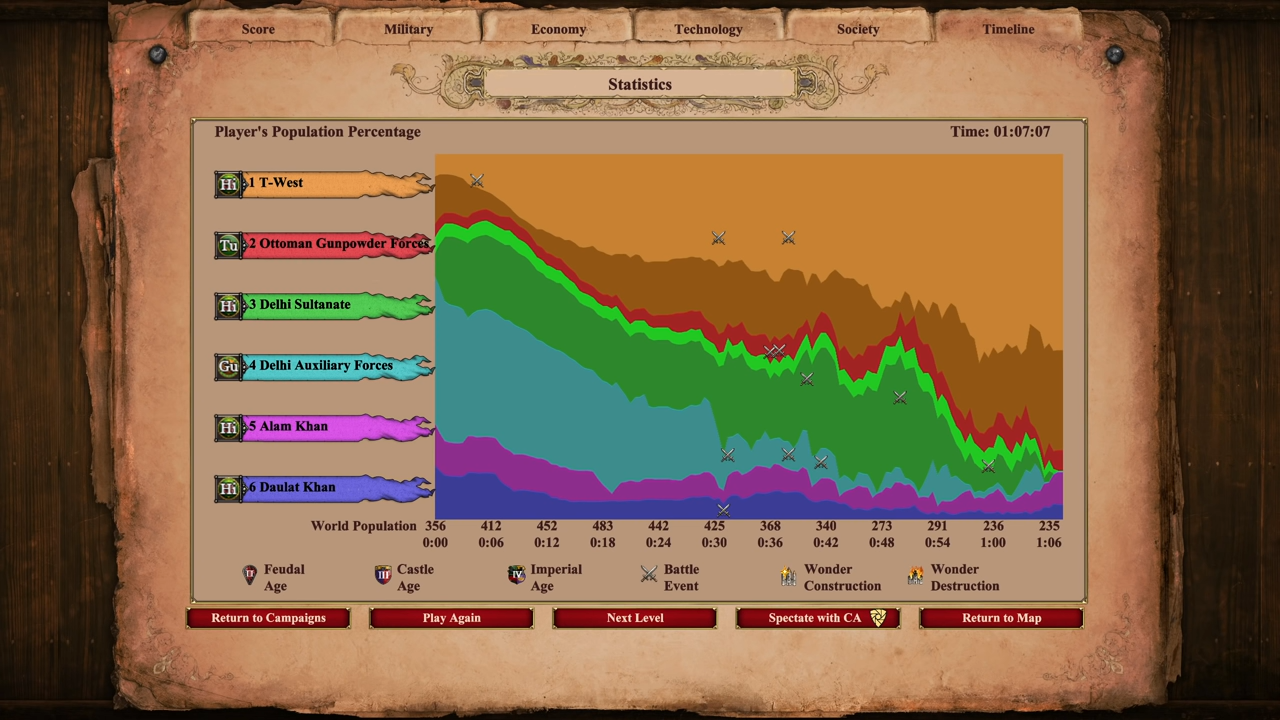 Score
Military
Economy
Technology
Society
Timeline
Statistics
Player's Population Percentage
Time: 01:07:07
Hi 1 T-West
Tu 2 Ottoman Gunpowder Forces
Hi 3 Delhi Sultanate
Gu 4 Delhi Auxiliary Forces
Hi 5 Alam Khan
Hi 6 Daulat Khan
World Population 356 412 452 483 442 425 368 340 273 291 236 235
0:00 0:06 0:12 0:18 0:24 0:30 0:36 0:42 0:48 0:54 1:00 1:06
II Feudal
Age
III Castle
Age
IV Imperial
Age
Battle
Event
Wonder
Construction
Wonder
Destruction
Return to Campaigns
Play Again
Next Level
Spectate with CA
Return to Map